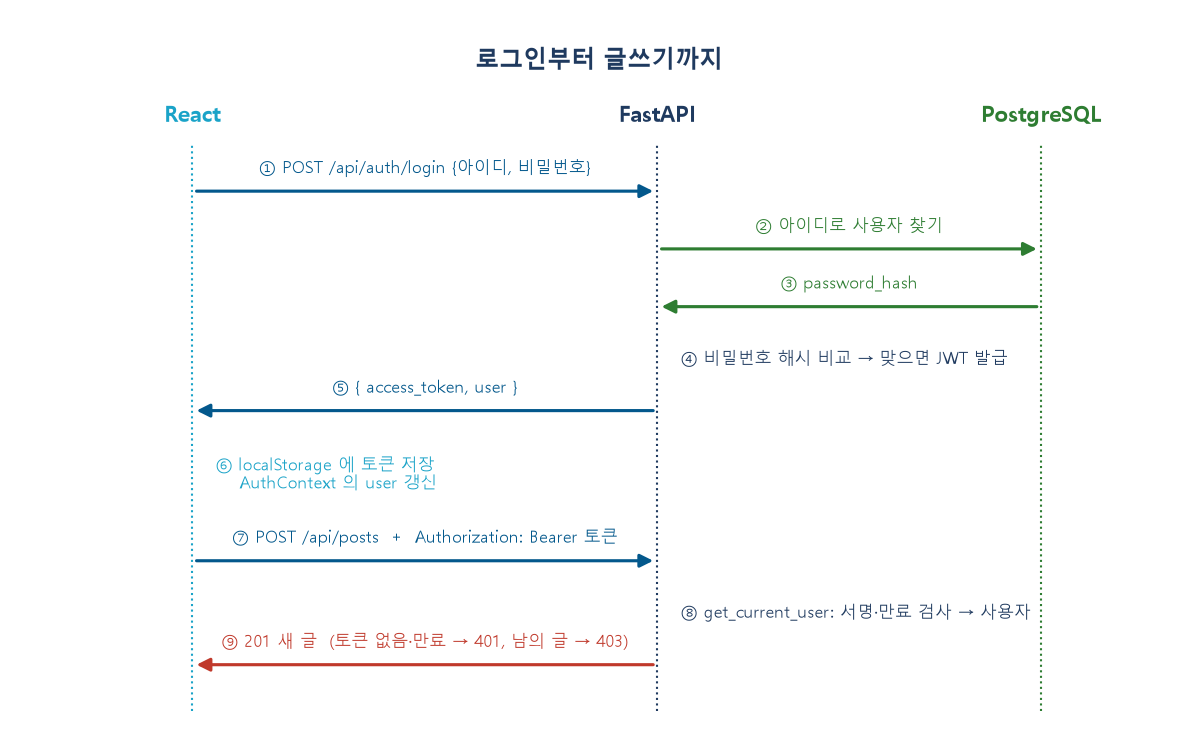 로그인부터 글쓰기까지
React
FastAPI
PostgreSQL
① POST /api/auth/login {아이디, 비밀번호}
② 아이디로 사용자 찾기
③ password_hash
④ 비밀번호 해시 비교 → 맞으면 JWT 발급
⑤ { access_token, user }
⑥ localStorage 에 토큰 저장
AuthContext 의 user 갱신
⑦ POST /api/posts + Authorization: Bearer 토큰
⑧ get_current_user: 서명·만료 검사 → 사용자
⑨ 201 새 글 (토큰 없음·만료 → 401, 남의 글 → 403)